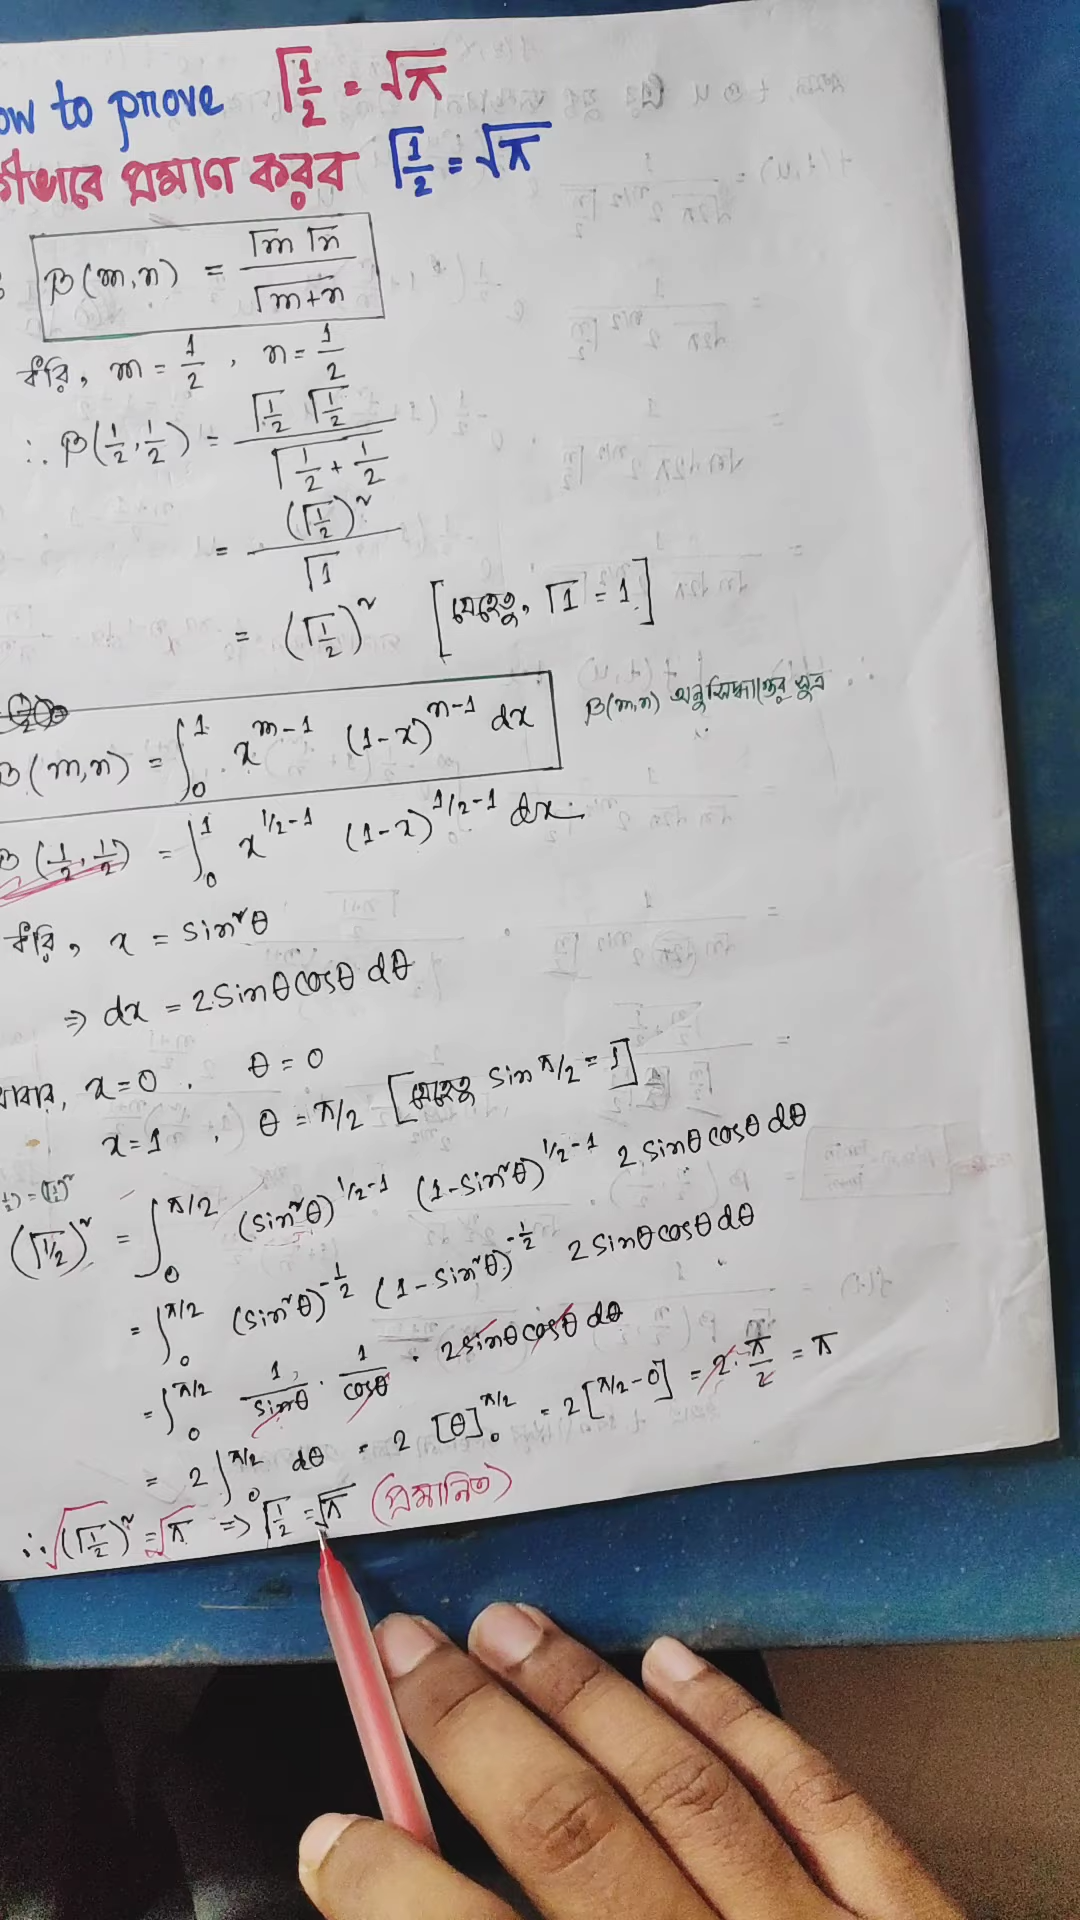 to prove Γ1/2 = √π
প্রমাণ করব Γ1/2 = √π
β(m,n) = Γm Γn / Γm+n
ধরি, m = 1/2 , n = 1/2
∴ β(1/2, 1/2) = Γ1/2 Γ1/2 / Γ1/2 + 1/2
= (Γ1/2)² / Γ1
= (Γ1/2)² [যেহেতু, Γ1 = 1]
β(m,n) = ∫₀¹ x^(m-1) (1-x)^(n-1) dx β(m,n) অনুসিদ্ধান্তের সূত্র
β(1/2, 1/2) = ∫₀¹ x^(1/2-1) (1-x)^(1/2-1) dx
ধরি, x = sin²θ
⇒ dx = 2 sinθ cosθ dθ
x = 0 , θ = 0
x = 1 , θ = π/2 [যেহেতু sin π/2 = 1]
(Γ1/2)² = ∫₀^(π/2) (sin²θ)^(1/2-1) (1-sin²θ)^(1/2-1) 2 sinθ cosθ dθ
= ∫₀^(π/2) (sin²θ)^(-1/2) (1-sin²θ)^(-1/2) 2 sinθ cosθ dθ
= ∫₀^(π/2) 1/sinθ · 1/cosθ · 2 sinθ cosθ dθ
= 2 ∫₀^(π/2) dθ = 2 [θ]₀^(π/2) = 2 [π/2 - 0] = 2 · π/2 = π
∴ √(Γ1/2)² = √π ⇒ Γ1/2 = √π (প্রমানিত)